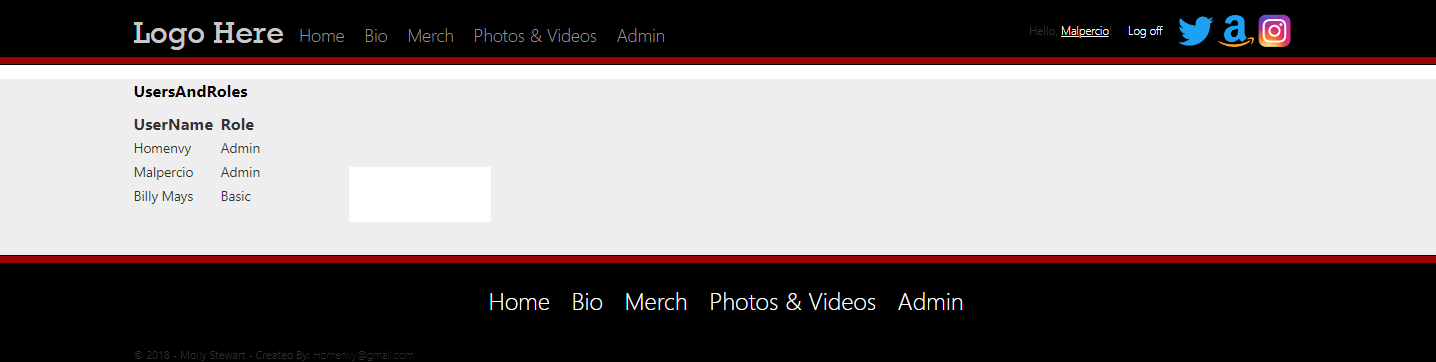 Logo Here Home Bio Merch Photos & Videos Admin Hello, Malpercio! Log off
UsersAndRoles
UserName Role
Homenvy Admin
Malpercio Admin
Billy Mays Basic
Home Bio Merch Photos & Videos Admin
© 2018 - Molly Stewart - Created By: Homenvy@gmail.com